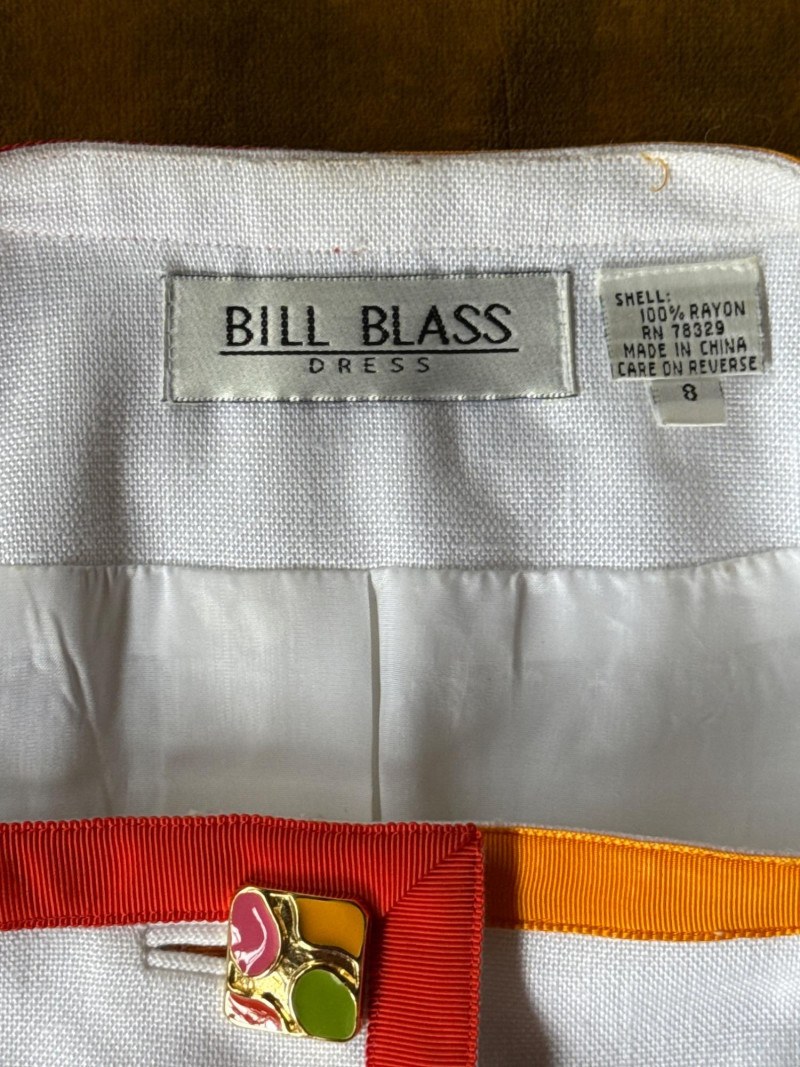 BILL BLASS
DRESS
SHELL:
100% RAYON
RN 78329
MADE IN CHINA
CARE ON REVERSE
8